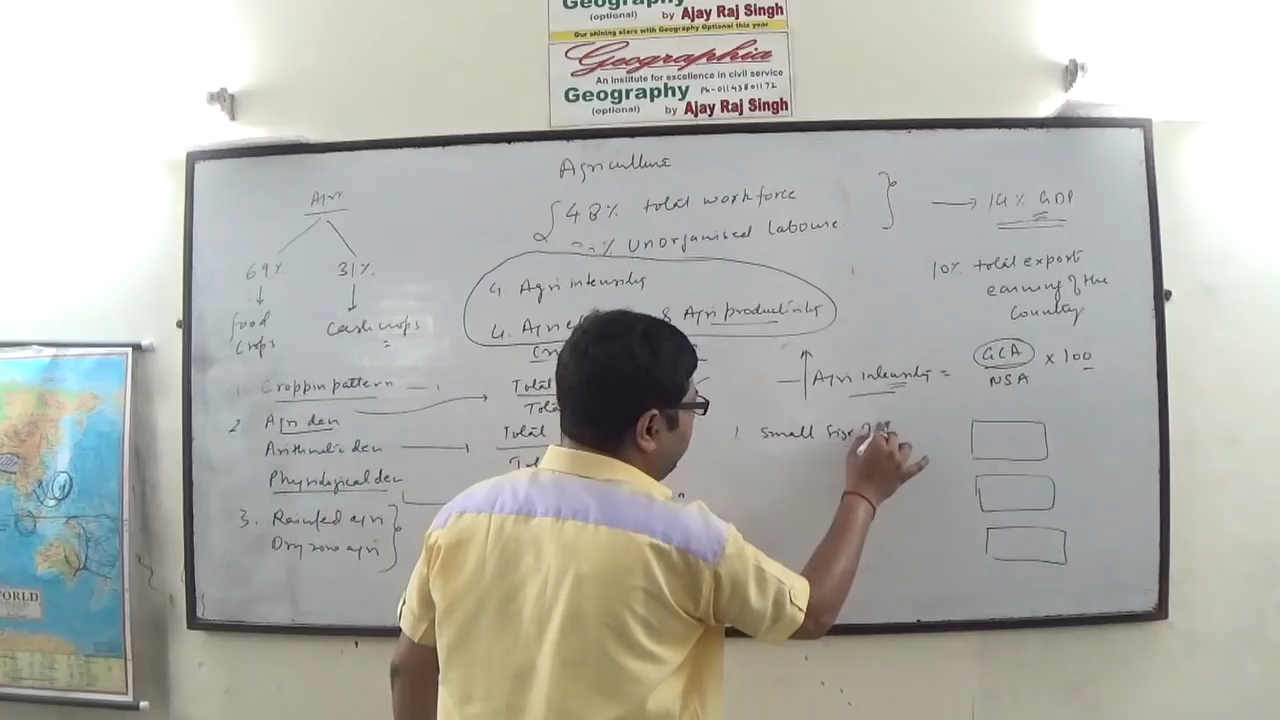 Geography
(optional) by Ajay Raj Singh
Our shining stars with Geography Optional this year
Geographia
An institute for excellence in civil service
Geography Ph-01143801172
(optional) by Ajay Raj Singh
Agriculture
Agri
69% 31%
food crops
cash crops
48% total workforce
% Unorganised Labour
→ 14% GDP
10% total export
earning of the
country
4. Agri intensity
4. Agri & Agri productivity
1. Croppin pattern
2 Agri den
Arithmatic den
Physiological den
3. Rainfed agri
Dry zone agri
Total
Total
Total
Agri intensity = GCA x 100
NSA
1. Small size
WORLD